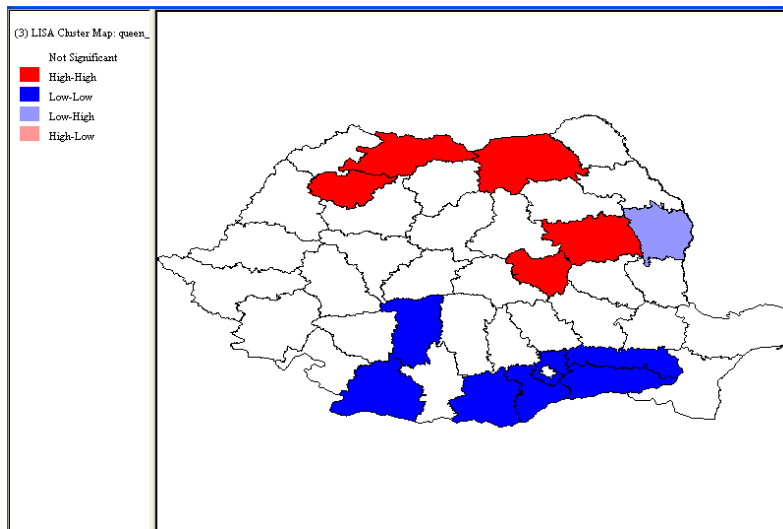 (3) LISA Cluster Map: queen_
Not Significant
High-High
Low-Low
Low-High
High-Low